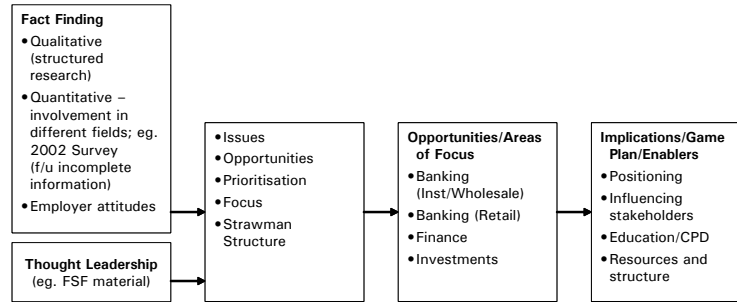 Fact Finding
• Qualitative
(structured
research)
• Quantitative –
involvement in
different fields; eg.
2002 Survey
(f/u incomplete
information)
• Employer attitudes
Thought Leadership
(eg. FSF material)
• Issues
• Opportunities
• Prioritisation
• Focus
• Strawman
Structure
Opportunities/Areas
of Focus
• Banking
(Inst/Wholesale)
• Banking (Retail)
• Finance
• Investments
Implications/Game
Plan/Enablers
• Positioning
• Influencing
stakeholders
• Education/CPD
• Resources and
structure